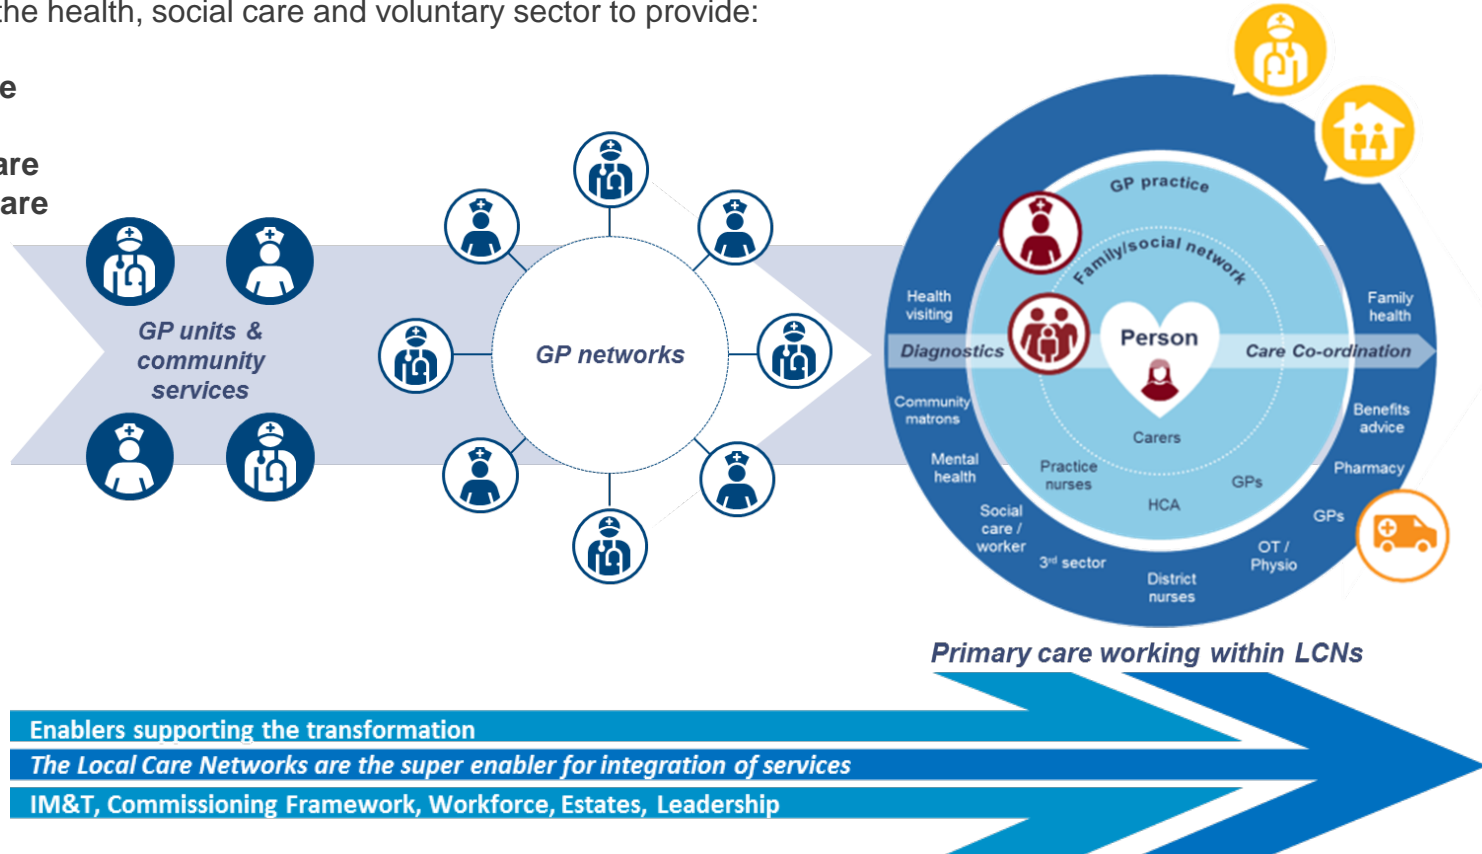 the health, social care and voluntary sector to provide:
are
are
GP units &
community
services
GP networks
GP practice
Family/social network
Person
Carers
Practice
nurses
HCA
GPs
Diagnostics
Care Co-ordination
Health
visiting
Family
health
Community
matrons
Benefits
advice
Mental
health
Pharmacy
Social
care /
worker
GPs
3rd sector
OT /
Physio
District
nurses
Primary care working within LCNs
Enablers supporting the transformation
The Local Care Networks are the super enabler for integration of services
IM&T, Commissioning Framework, Workforce, Estates, Leadership